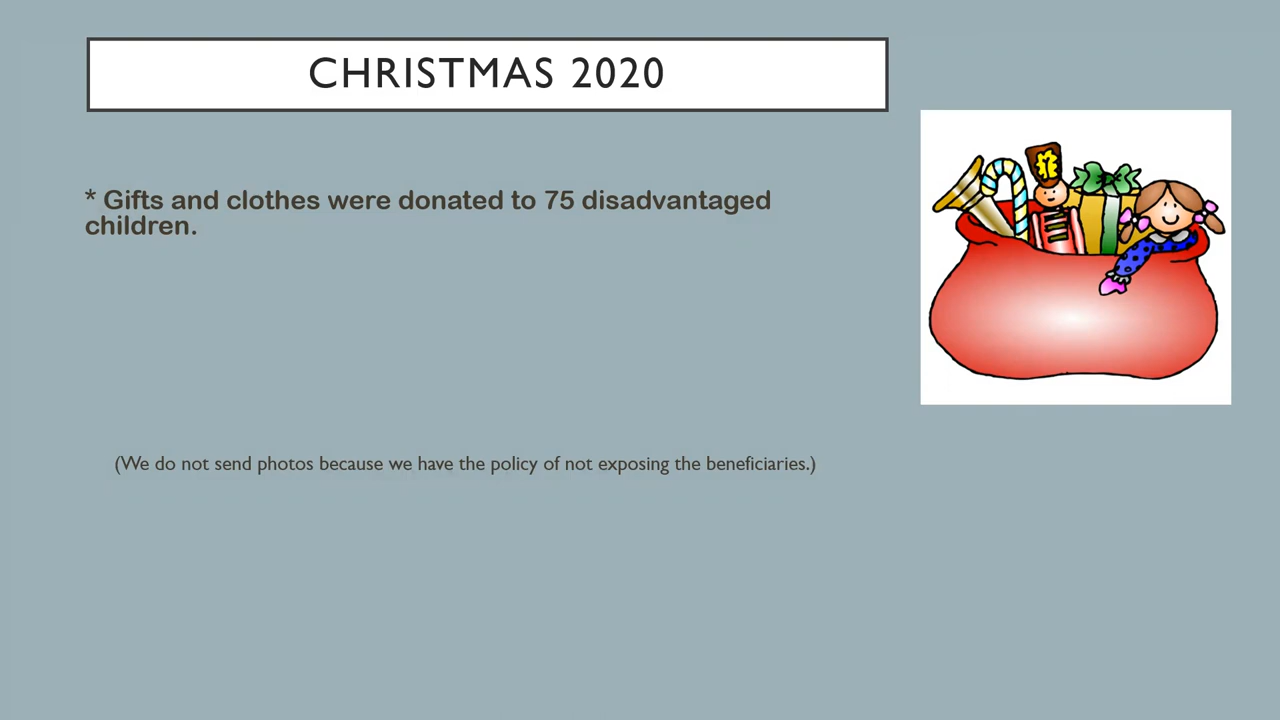 CHRISTMAS 2020
* Gifts and clothes were donated to 75 disadvantaged
children.
(We do not send photos because we have the policy of not exposing the beneficiaries.)